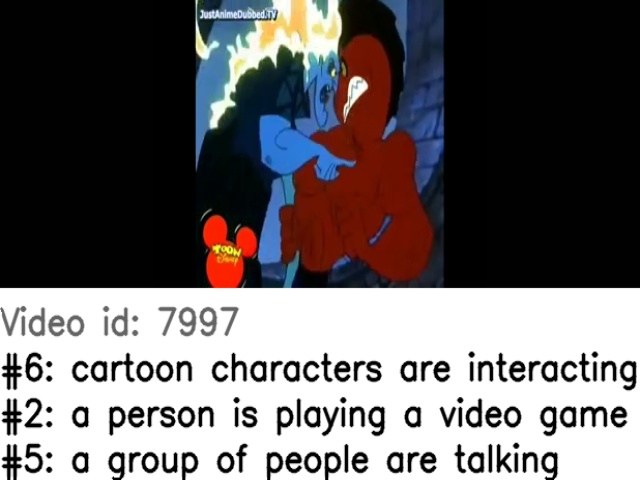 JustAnimeDubbed.TV
TOON
Disney
Video id: 7997
#6: cartoon characters are interacting
#2: a person is playing a video game
#5: a group of people are talking